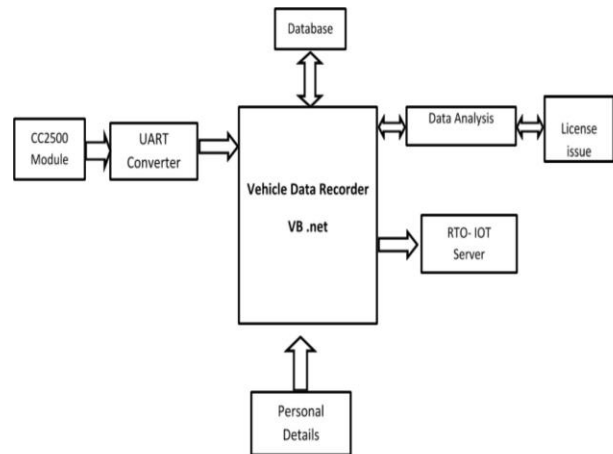 Database
CC2500
Module
UART
Converter
Vehicle Data Recorder
VB .net
Data Analysis
License
issue
RTO- IOT
Server
Personal
Details